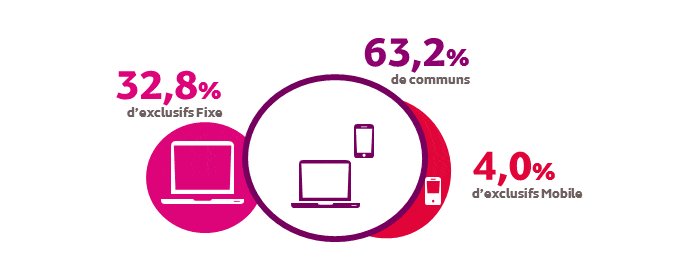 63,2%
de communs
32,8%
d'exclusifs Fixe
4,0%
d'exclusifs Mobile